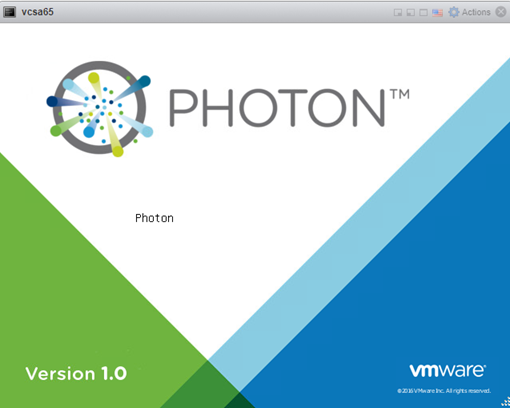 vcsa65
Actions
PHOTON™
Photon
Version 1.0
vmware®
©2016 VMware Inc. All rights reserved.